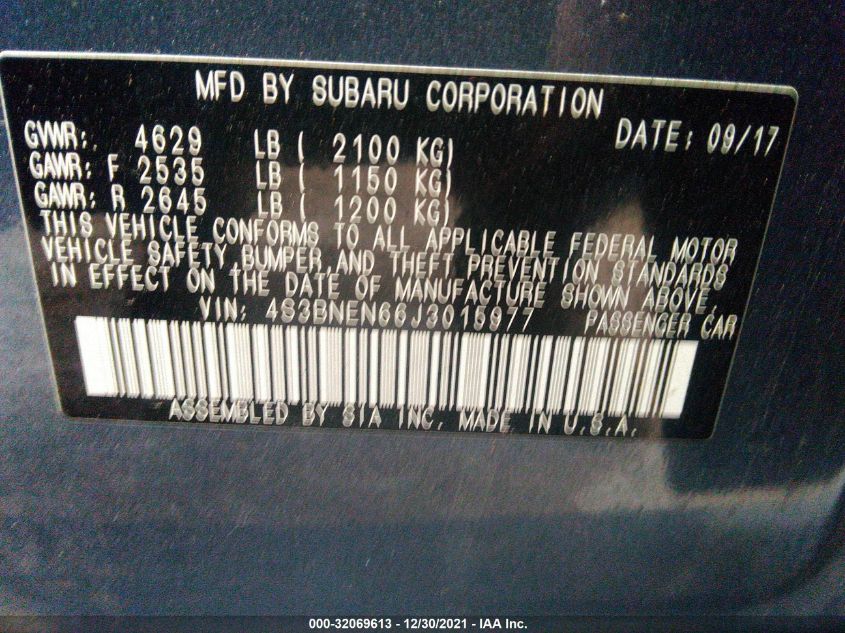 MFD BY SUBARU CORPORATION
DATE: 09/17
GVWR: 4629 LB ( 2100 KG)
GAWR: F 2535 LB ( 1150 KG)
GAWR: R 2645 LB ( 1200 KG)
THIS VEHICLE CONFORMS TO ALL APPLICABLE FEDERAL MOTOR
VEHICLE SAFETY, BUMPER, AND THEFT PREVENTION STANDARDS
IN EFFECT ON THE DATE OF MANUFACTURE SHOWN ABOVE.
VIN: 4S3BNEN66J3015977 PASSENGER CAR
ASSEMBLED BY SIA INC. MADE IN U.S.A.
000-32069613 - 12/30/2021 - IAA Inc.